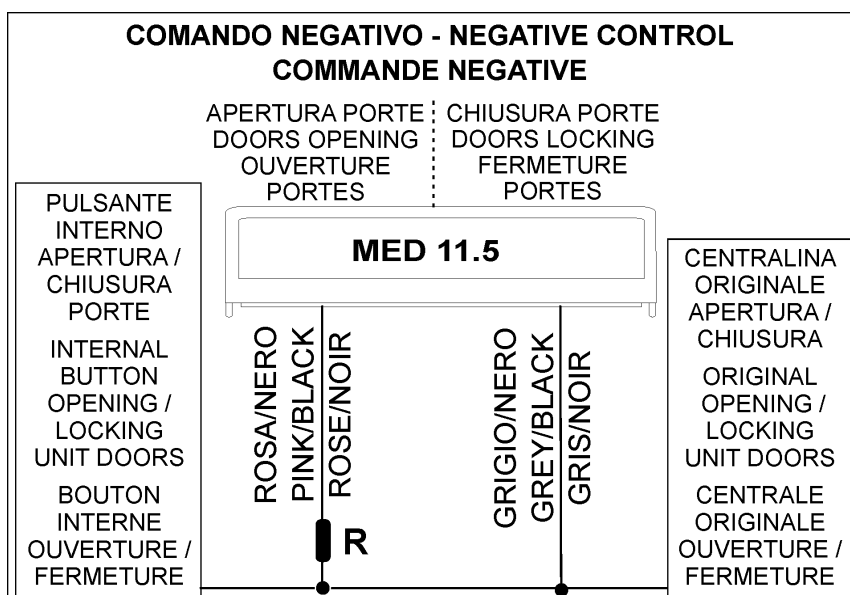 COMANDO NEGATIVO - NEGATIVE CONTROL
COMMANDE NEGATIVE
APERTURA PORTE
DOORS OPENING
OUVERTURE
PORTES
CHIUSURA PORTE
DOORS LOCKING
FERMETURE
PORTES
PULSANTE
INTERNO
APERTURA /
CHIUSURA
PORTE
INTERNAL
BUTTON
OPENING /
LOCKING
UNIT DOORS
BOUTON
INTERNE
OUVERTURE /
FERMETURE
MED 11.5
ROSA/NERO
PINK/BLACK
ROSE/NOIR
R
GRIGIO/NERO
GREY/BLACK
GRIS/NOIR
CENTRALINA
ORIGINALE
APERTURA /
CHIUSURA
ORIGINAL
OPENING /
LOCKING
UNIT DOORS
CENTRALE
ORIGINALE
OUVERTURE /
FERMETURE